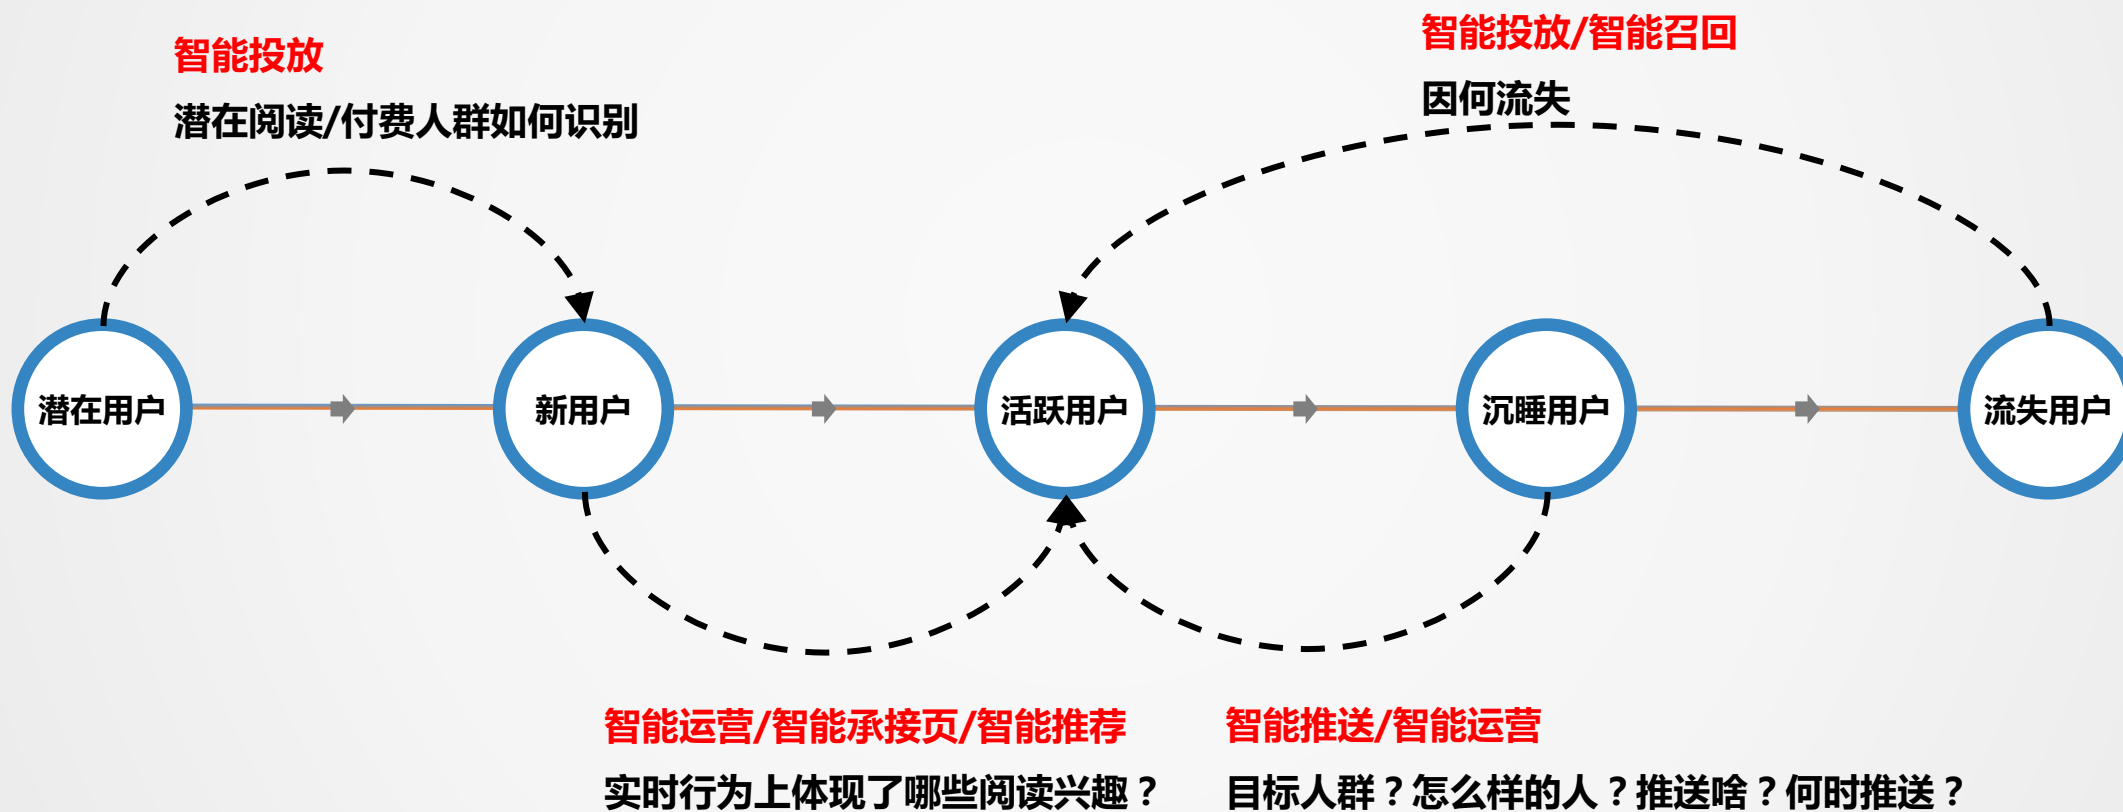 智能投放
潜在阅读/付费人群如何识别
智能投放/智能召回
因何流失
潜在用户
新用户
活跃用户
沉睡用户
流失用户
智能运营/智能承接页/智能推荐
实时行为上体现了哪些阅读兴趣？
智能推送/智能运营
目标人群？怎么样的人？推送啥？何时推送？